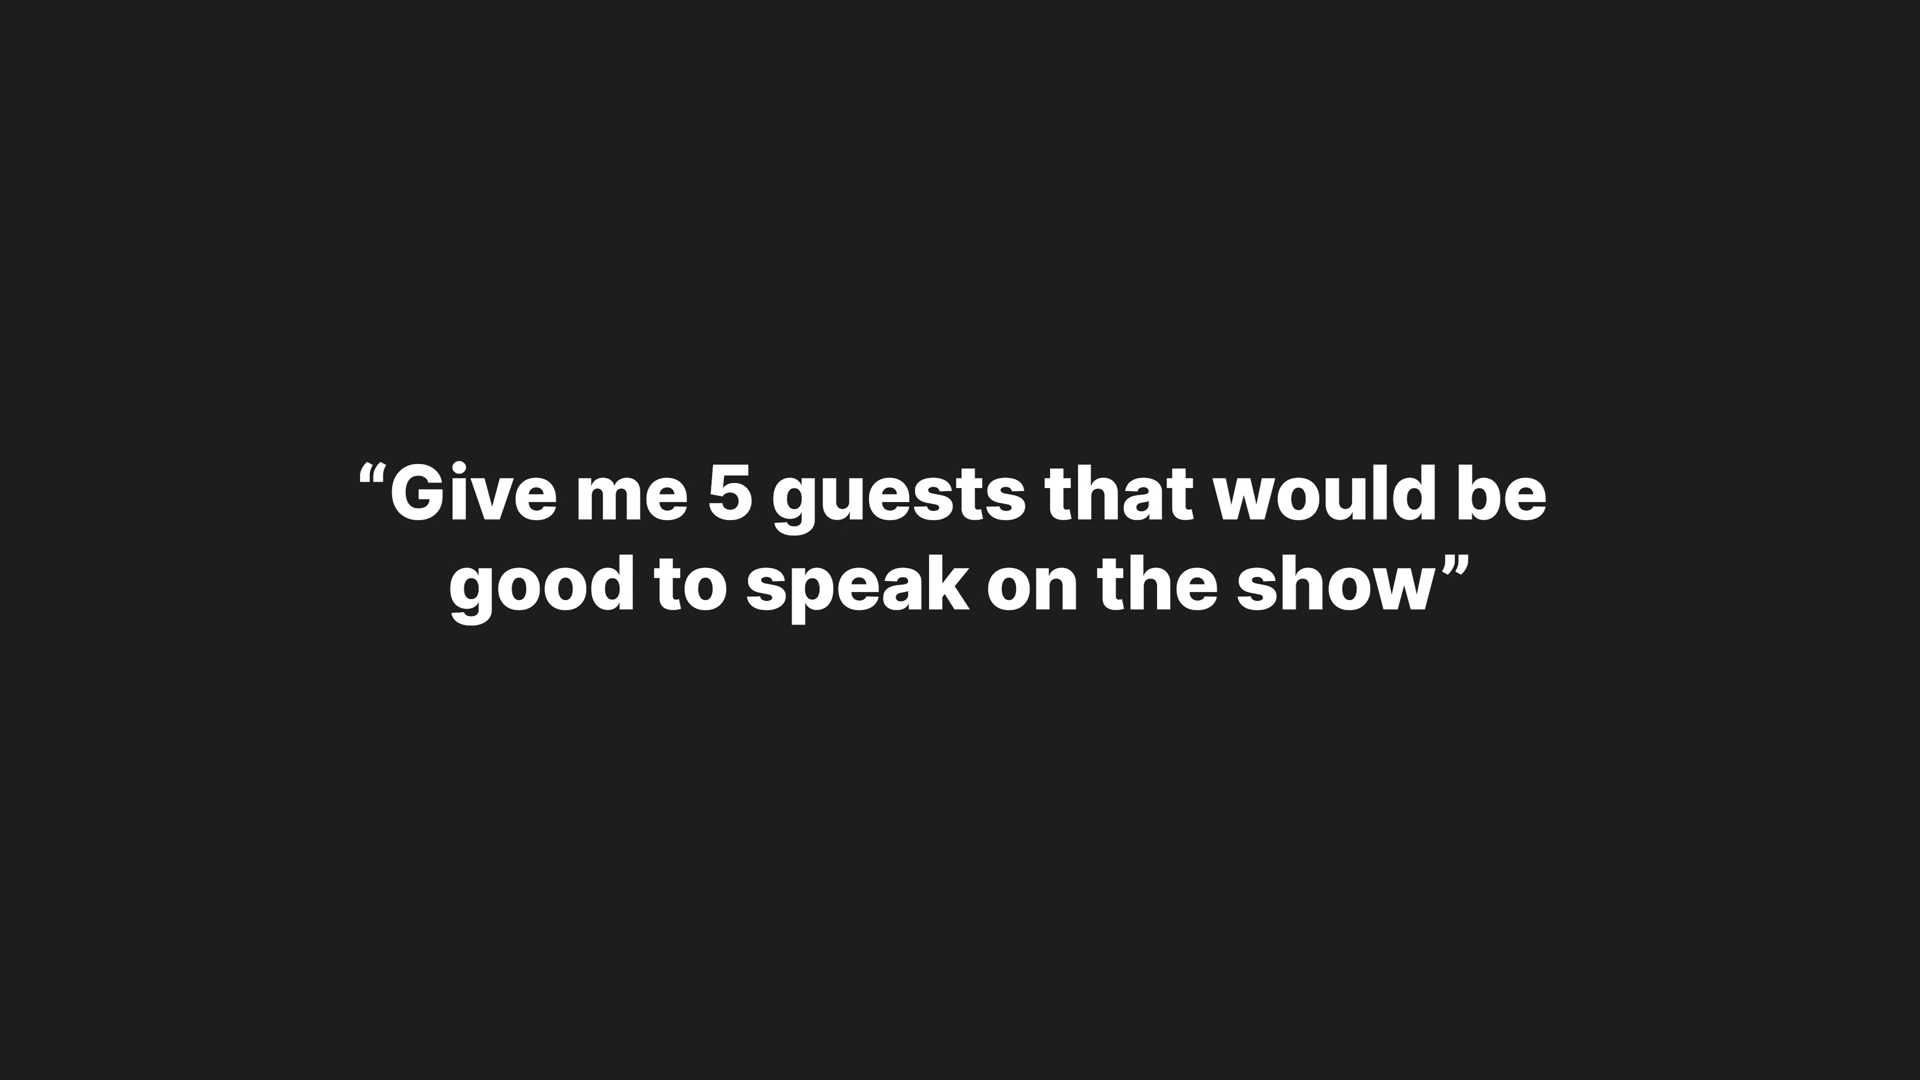 “Give me 5 guests that would be
good to speak on the show”